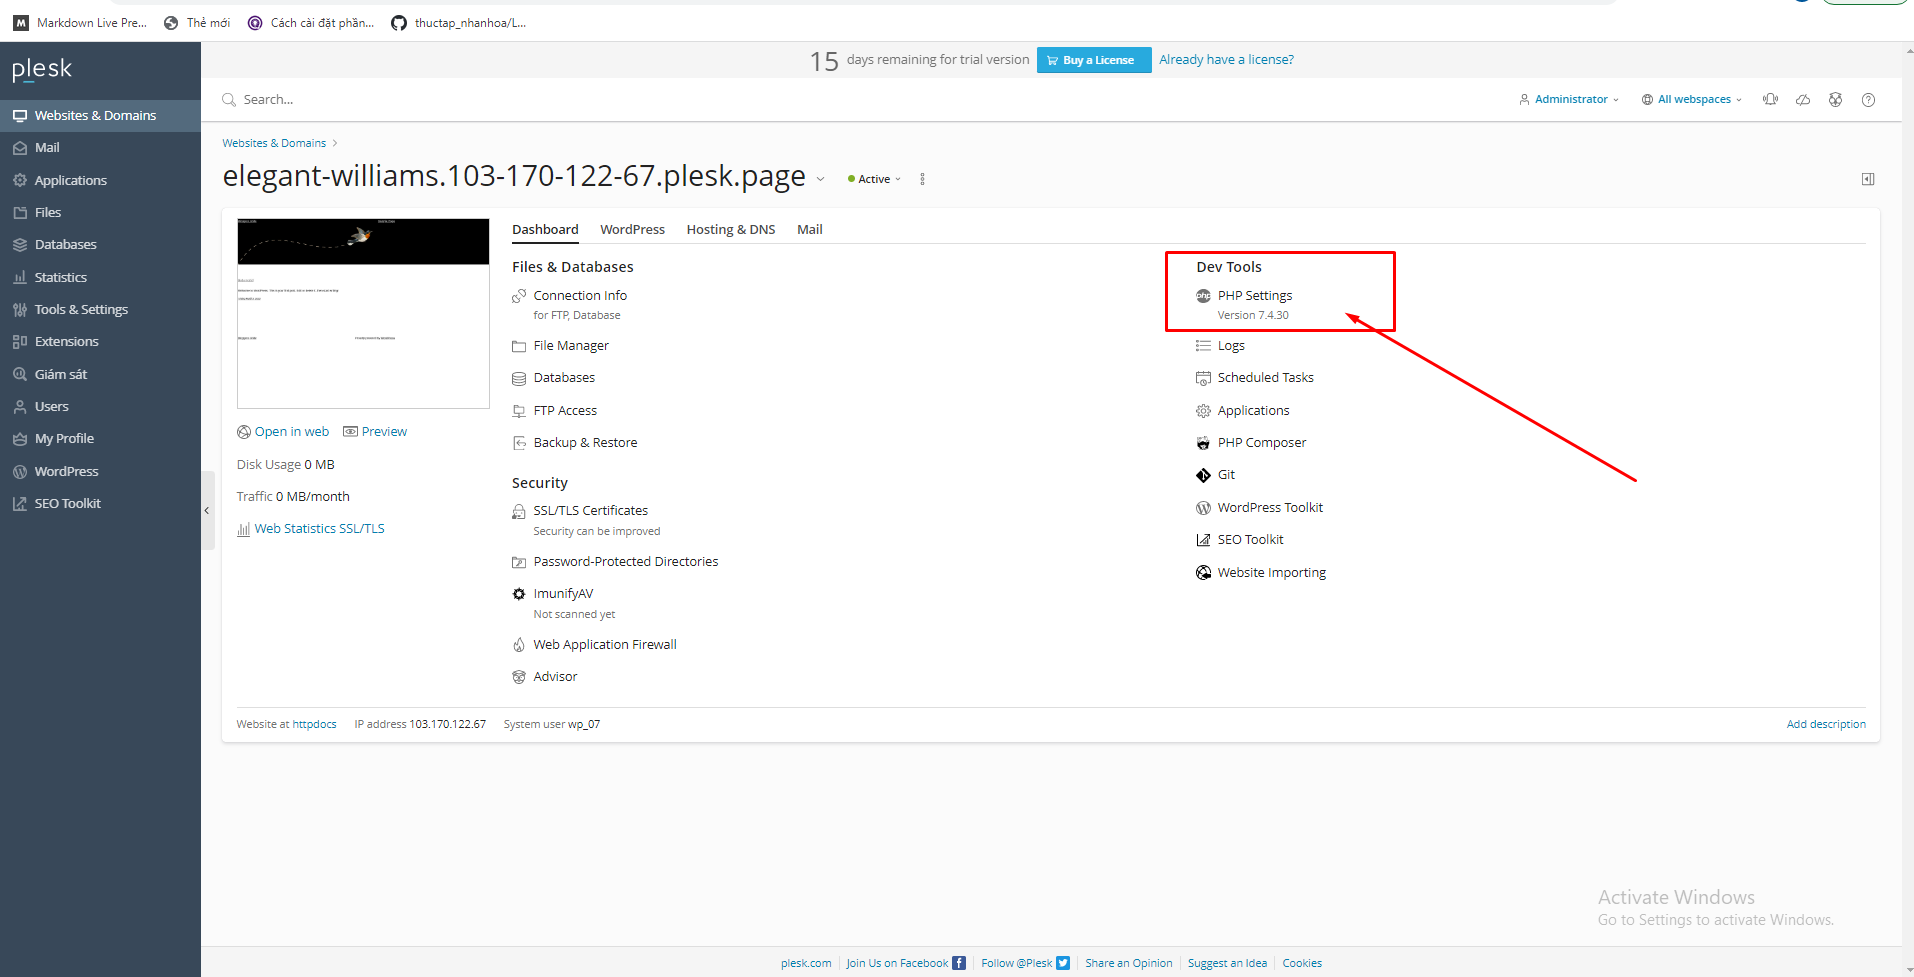 Markdown Live Pre...
Thẻ mới
Cách cài đặt phần...
thuctap_nhanhoa/L...
plesk
15 days remaining for trial version
Buy a License
Already have a license?
Search...
Administrator
All webspaces
Websites & Domains
Mail
Applications
Files
Databases
Statistics
Tools & Settings
Extensions
Giám sát
Users
My Profile
WordPress
SEO Toolkit
Websites & Domains
elegant-williams.103-170-122-67.plesk.page
Active
Open in web
Preview
Disk Usage 0 MB
Traffic 0 MB/month
Web Statistics SSL/TLS
Dashboard
WordPress
Hosting & DNS
Mail
Files & Databases
Connection Info
for FTP, Database
File Manager
Databases
FTP Access
Backup & Restore
Security
SSL/TLS Certificates
Security can be improved
Password-Protected Directories
ImunifyAV
Not scanned yet
Web Application Firewall
Advisor
Dev Tools
php
PHP Settings
Version 7.4.30
Logs
Scheduled Tasks
Applications
PHP Composer
Git
WordPress Toolkit
SEO Toolkit
Website Importing
Website at httpdocs
IP address 103.170.122.67
System user wp_07
Add description
Activate Windows
Go to Settings to activate Windows.
plesk.com
Join Us on Facebook
Follow @Plesk
Share an Opinion
Suggest an Idea
Cookies